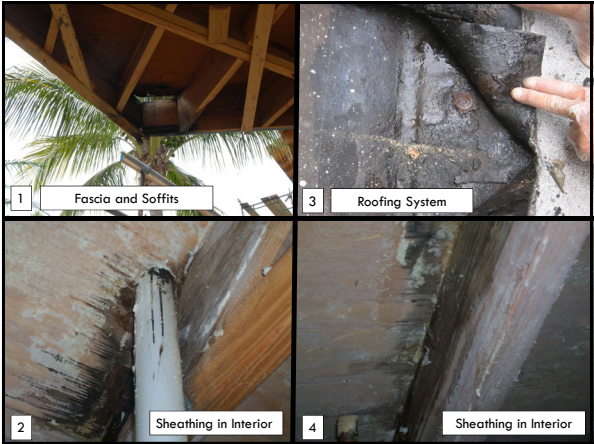 1
Fascia and Soffits
3
Roofing System
2
Sheathing in Interior
4
Sheathing in Interior